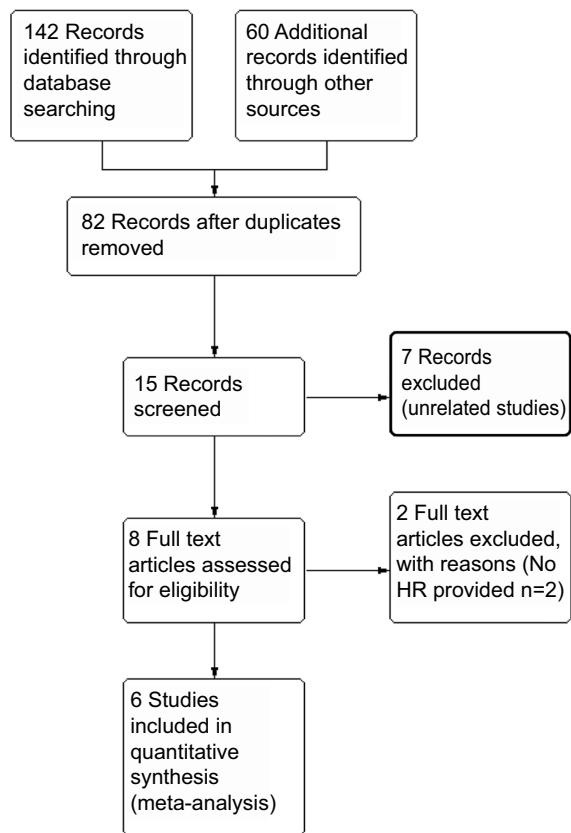 142 Records
identified through
database
searching
60 Additional
records identified
through other
sources
82 Records after duplicates
removed
15 Records
screened
7 Records
excluded
(unrelated studies)
8 Full text
articles assessed
for eligibility
2 Full text
articles excluded,
with reasons (No
HR provided n=2)
6 Studies
included in
quantitative
synthesis
(meta-analysis)